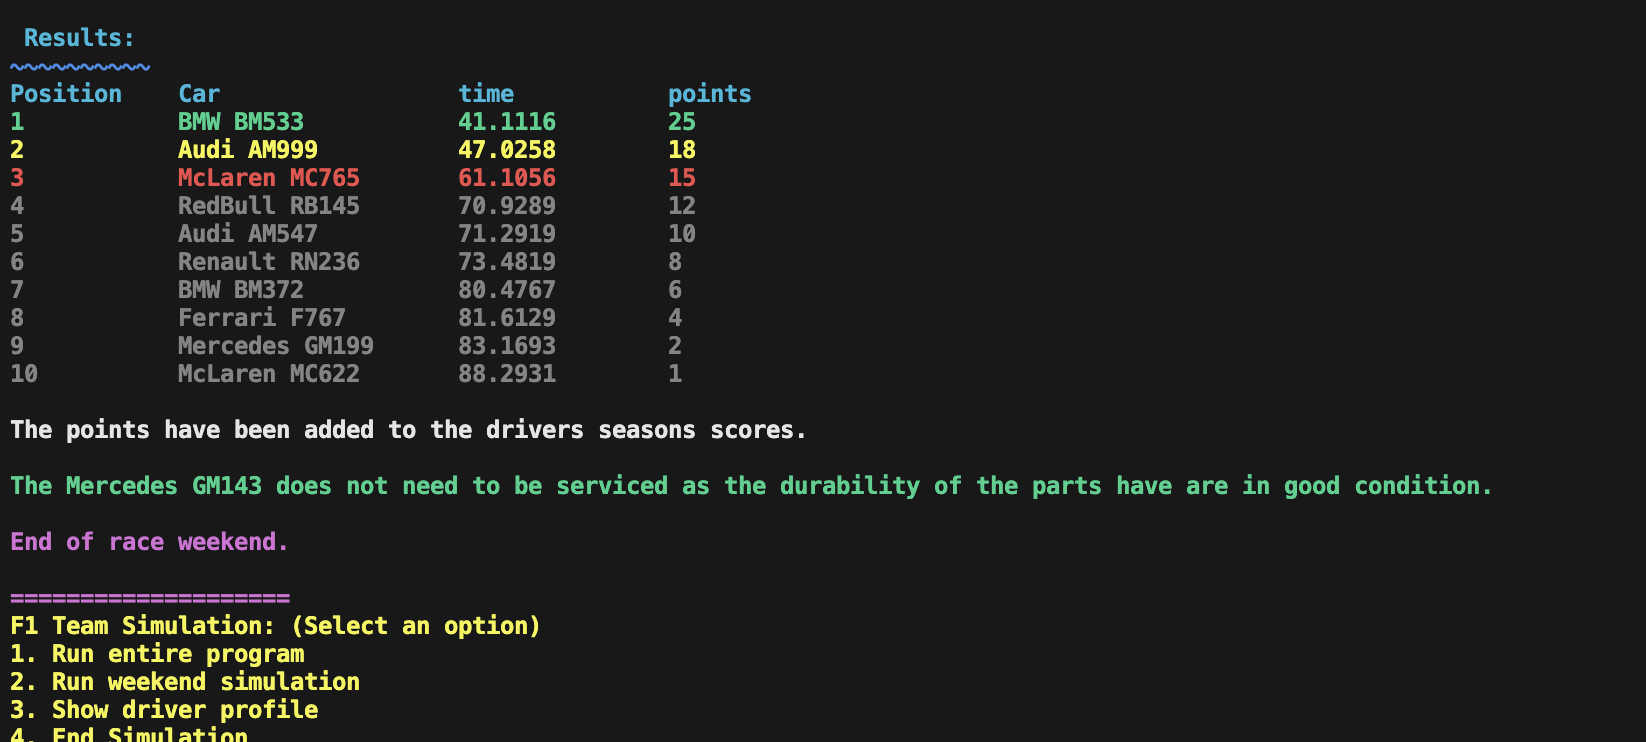 Results:
~~~~~~~~~~
Position Car time points
1 BMW BM533 41.1116 25
2 Audi AM999 47.0258 18
3 McLaren MC765 61.1056 15
4 RedBull RB145 70.9289 12
5 Audi AM547 71.2919 10
6 Renault RN236 73.4819 8
7 BMW BM372 80.4767 6
8 Ferrari F767 81.6129 4
9 Mercedes GM199 83.1693 2
10 McLaren MC622 88.2931 1
The points have been added to the drivers seasons scores.
The Mercedes GM143 does not need to be serviced as the durability of the parts have are in good condition.
End of race weekend.
====================
F1 Team Simulation: (Select an option)
1. Run entire program
2. Run weekend simulation
3. Show driver profile
4. End Simulation